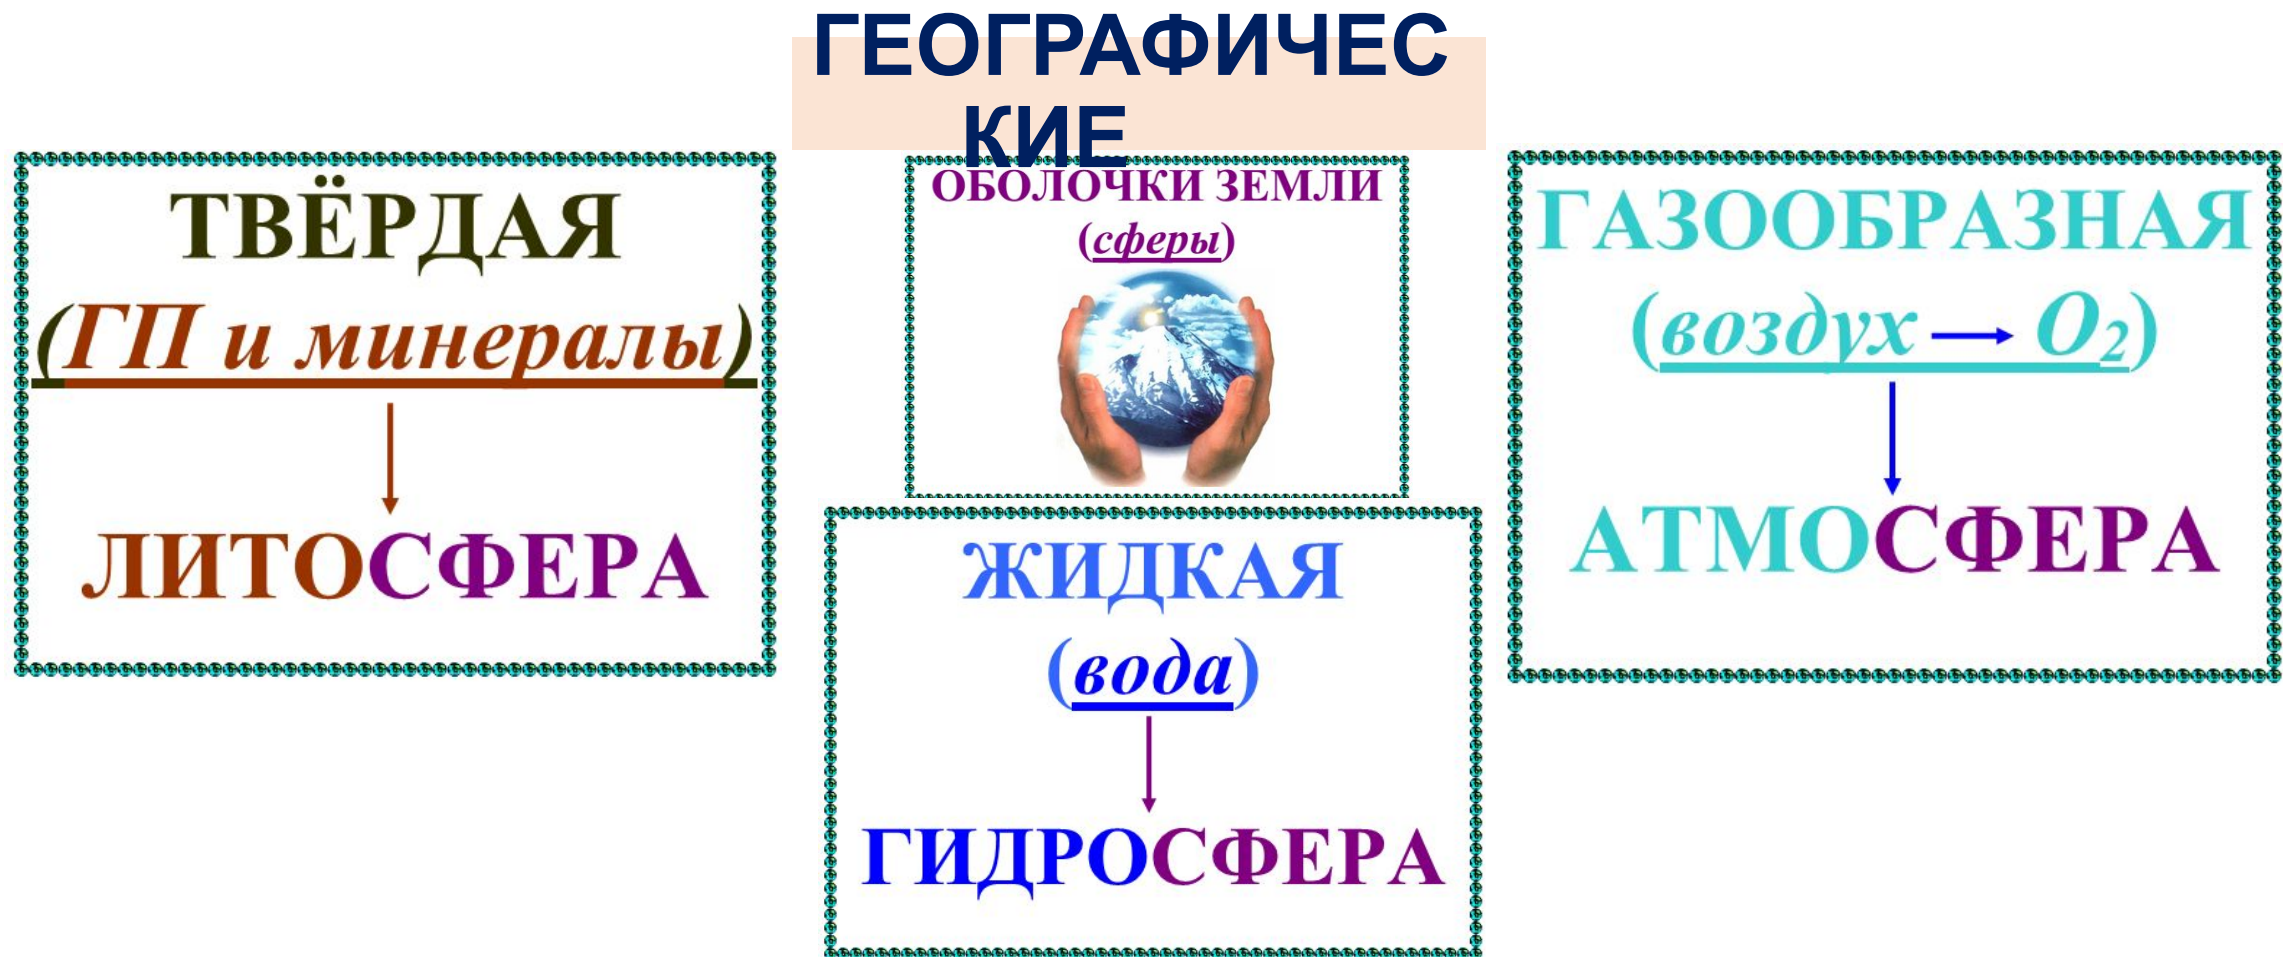 ГЕОГРАФИЧЕС
КИЕ
ОБОЛОЧКИ ЗЕМЛИ
(сферы)
ТВЁРДАЯ
(ГП и минералы)
ЛИТОСФЕРА
ЖИДКАЯ
(вода)
ГИДРОСФЕРА
ГАЗООБРАЗНАЯ
(воздух → O₂)
АТМОСФЕРА